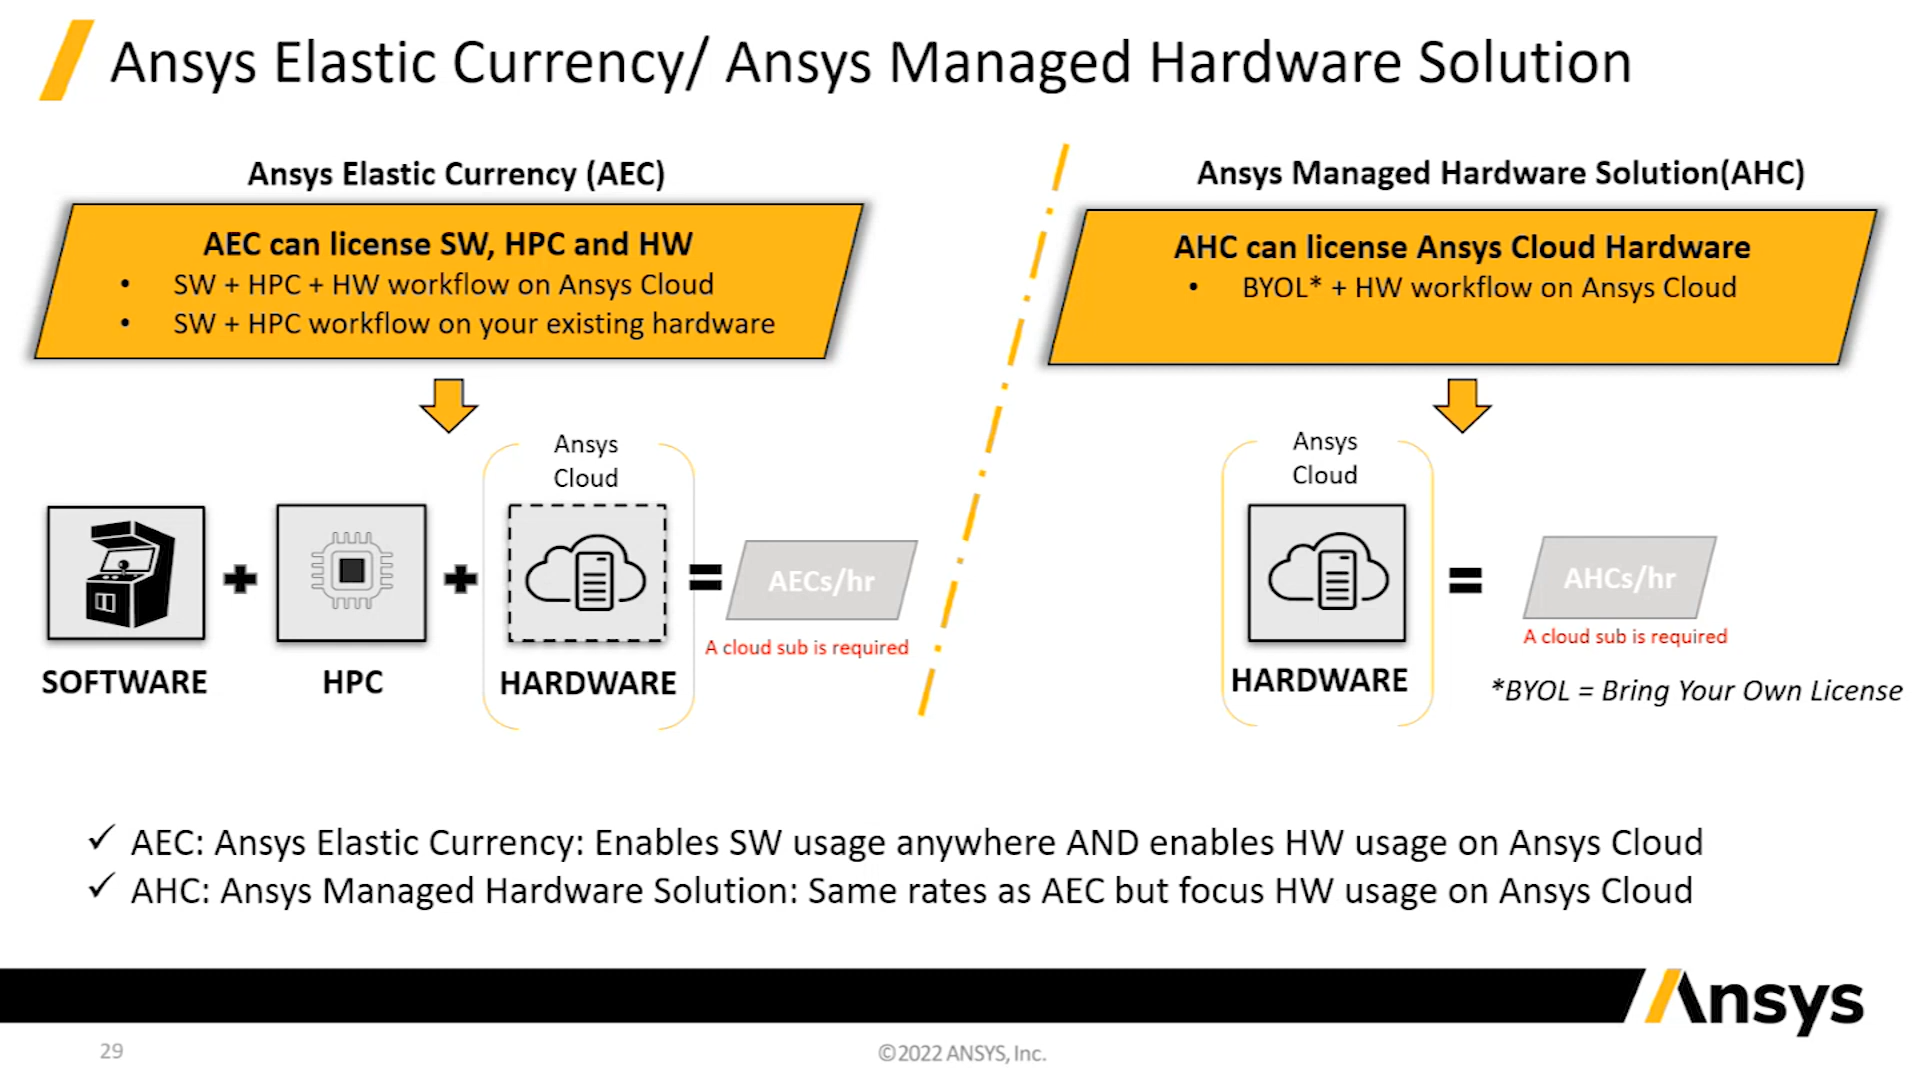 Ansys Elastic Currency/ Ansys Managed Hardware Solution
Ansys Elastic Currency (AEC)
AEC can license SW, HPC and HW
• SW + HPC + HW workflow on Ansys Cloud
• SW + HPC workflow on your existing hardware
Ansys
Cloud
SOFTWARE
+
HPC
+
HARDWARE
=
AECs/hr
A cloud sub is required
Ansys Managed Hardware Solution(AHC)
AHC can license Ansys Cloud Hardware
• BYOL* + HW workflow on Ansys Cloud
Ansys
Cloud
HARDWARE
=
AHCs/hr
A cloud sub is required
*BYOL = Bring Your Own License
✓ AEC: Ansys Elastic Currency: Enables SW usage anywhere AND enables HW usage on Ansys Cloud
✓ AHC: Ansys Managed Hardware Solution: Same rates as AEC but focus HW usage on Ansys Cloud
Ansys
29
©2022 ANSYS, Inc.